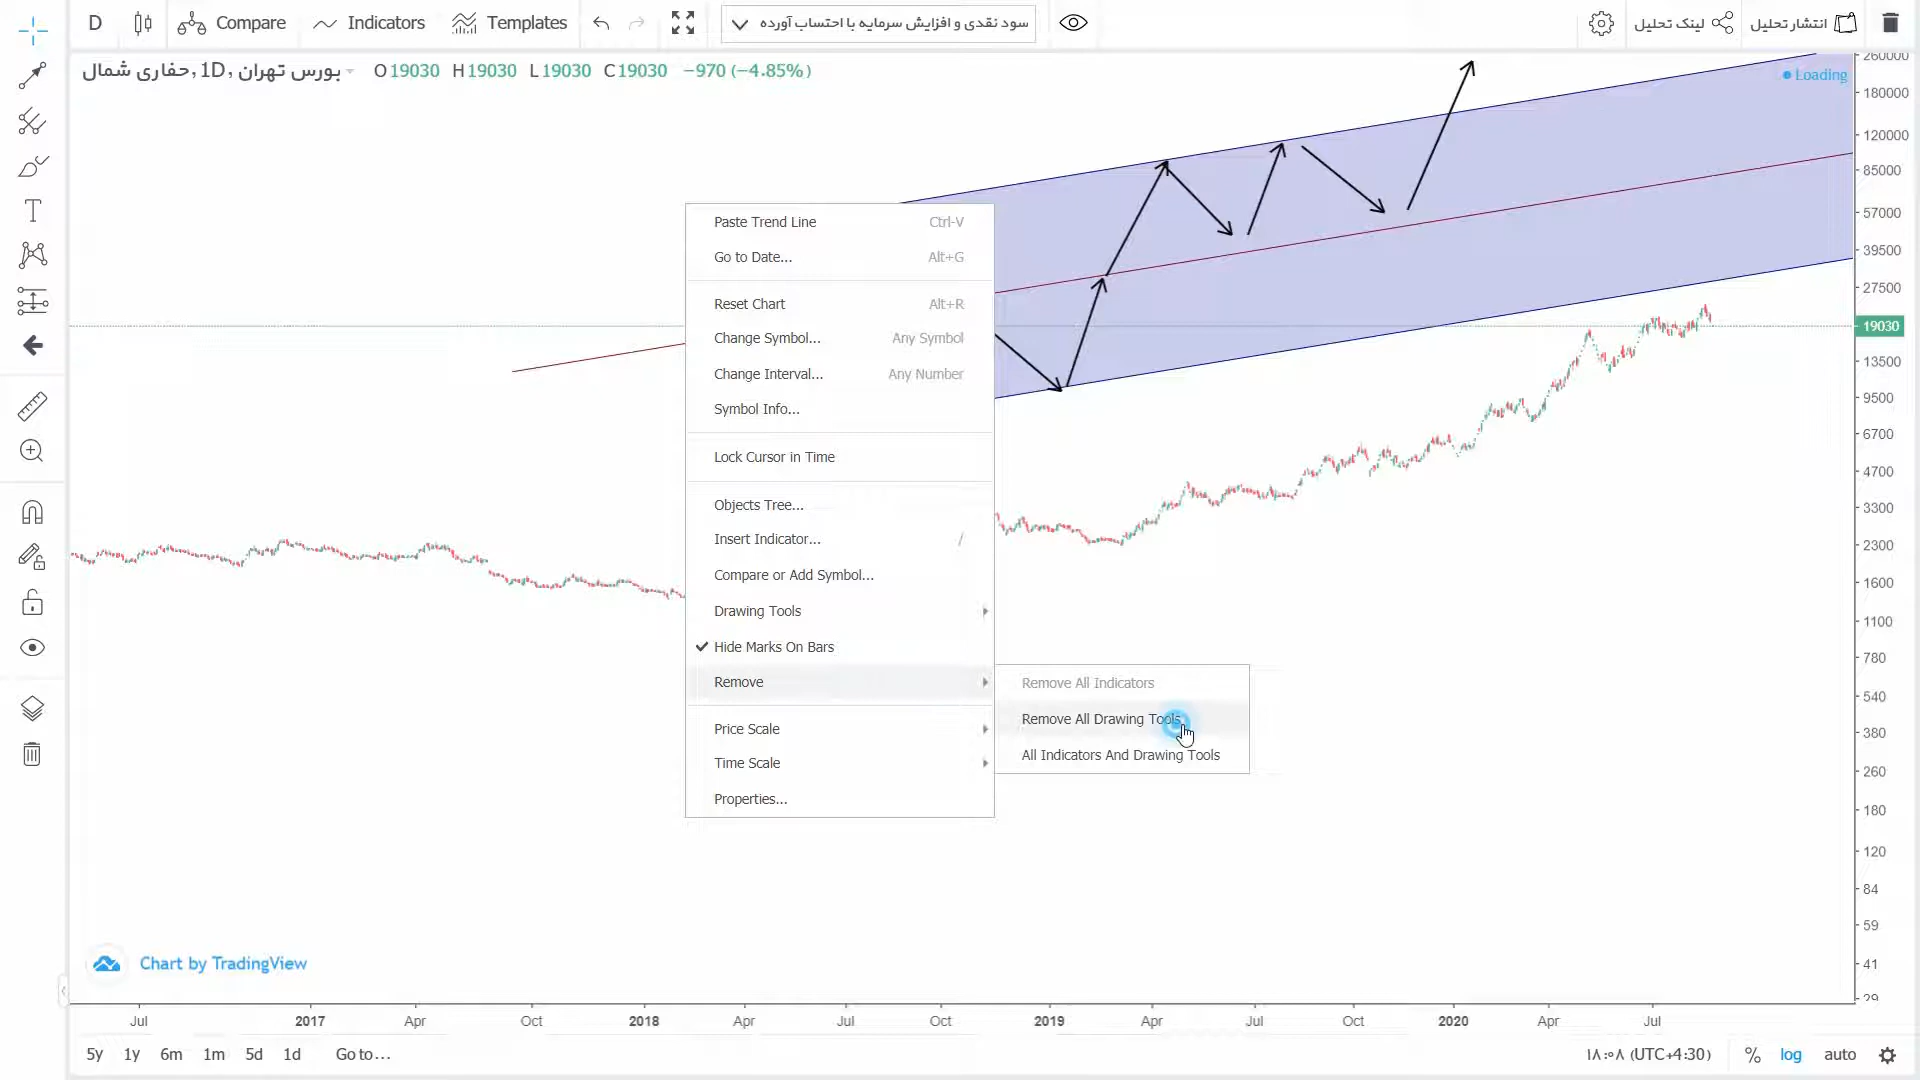 D
Compare
Indicators
Templates
سود نقدی و افزایش سرمایه با احتساب آورده
لینک تحلیل
انتشار تحلیل
حفاری شمال, 1D, بورس تهران
O 19030 H 19030 L 19030 C 19030 −970 (−4.85%)
Loading
T
Paste Trend Line Ctrl-V
Go to Date... Alt+G
Reset Chart Alt+R
Change Symbol... Any Symbol
Change Interval... Any Number
Symbol Info...
Lock Cursor in Time
Objects Tree...
Insert Indicator... /
Compare or Add Symbol...
Drawing Tools
Hide Marks On Bars
Remove
Price Scale
Time Scale
Properties...
Remove All Indicators
Remove All Drawing Tools
All Indicators And Drawing Tools
260000
180000
120000
85000
57000
39500
27500
19030
13500
9500
6700
4700
3300
2300
1600
1100
780
540
380
260
180
120
84
59
41
29
Chart by TradingView
Jul 2017 Apr Oct 2018 Apr Jul Oct 2019 Apr Jul Oct 2020 Apr Jul
5y 1y 6m 1m 5d 1d Go to...
۱۸:۰۸ (UTC+4:30) % log auto